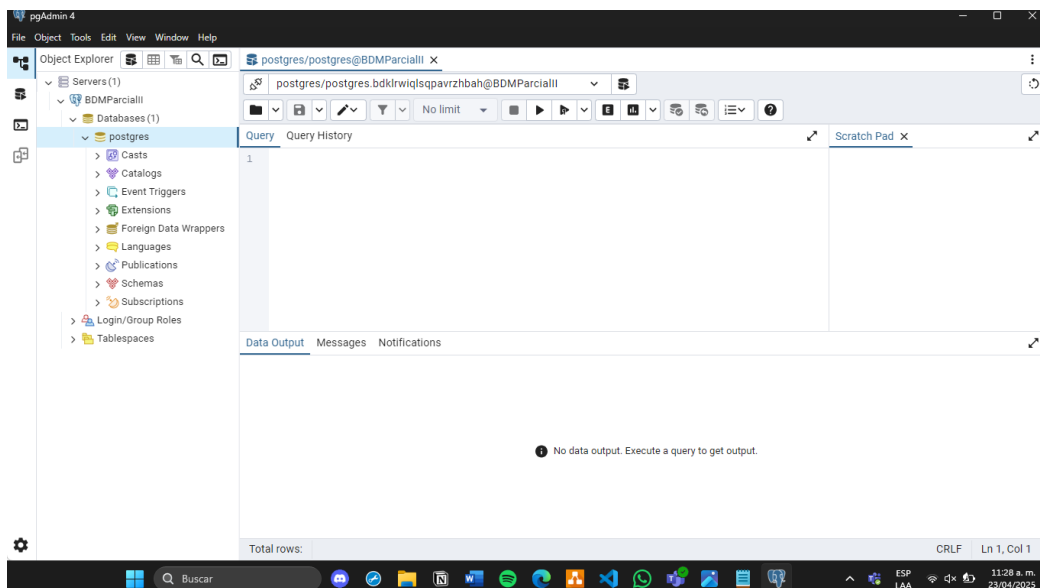 pgAdmin 4
File Object Tools Edit View Window Help
Object Explorer
postgres/postgres@BDMParcialII
Servers (1)
BDMParcialII
Databases (1)
postgres
Casts
Catalogs
Event Triggers
Extensions
Foreign Data Wrappers
Languages
Publications
Schemas
Subscriptions
Login/Group Roles
Tablespaces
postgres/postgres.bdklrwiqlsqpavrzhbah@BDMParcialII
No limit
Query Query History
Scratch Pad
1
Data Output Messages Notifications
No data output. Execute a query to get output.
Total rows:
CRLF Ln 1, Col 1
Buscar
ESP
LAA
11:28 a. m.
23/04/2025